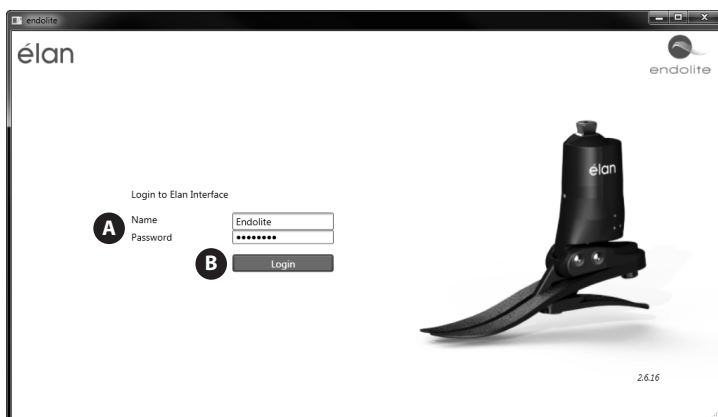 endolite
élan
endolite
élan
Login to Elan Interface
A
Name
Endolite
Password
••••••••
B
Login
2.6.16